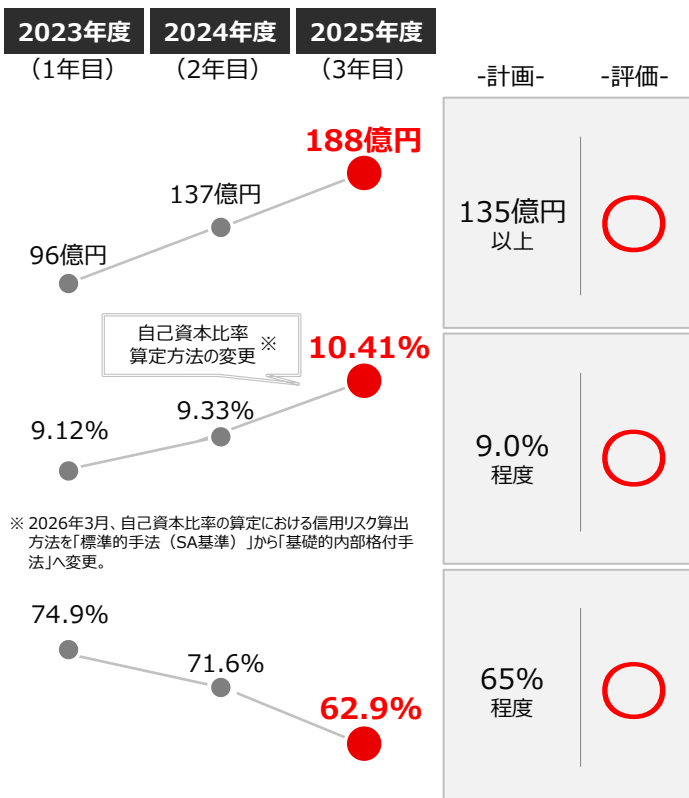 2023年度 2024年度 2025年度
（1年目） （2年目） （3年目）
-計画- -評価-
188億円
137億円
96億円
135億円
以上
自己資本比率
算定方法の変更 ※
10.41%
9.33%
9.12%
9.0%
程度
※ 2026年3月、自己資本比率の算定における信用リスク算出
方法を「標準的手法（SA基準）」から「基礎的内部格付手
法」へ変更。
74.9%
71.6%
62.9%
65%
程度